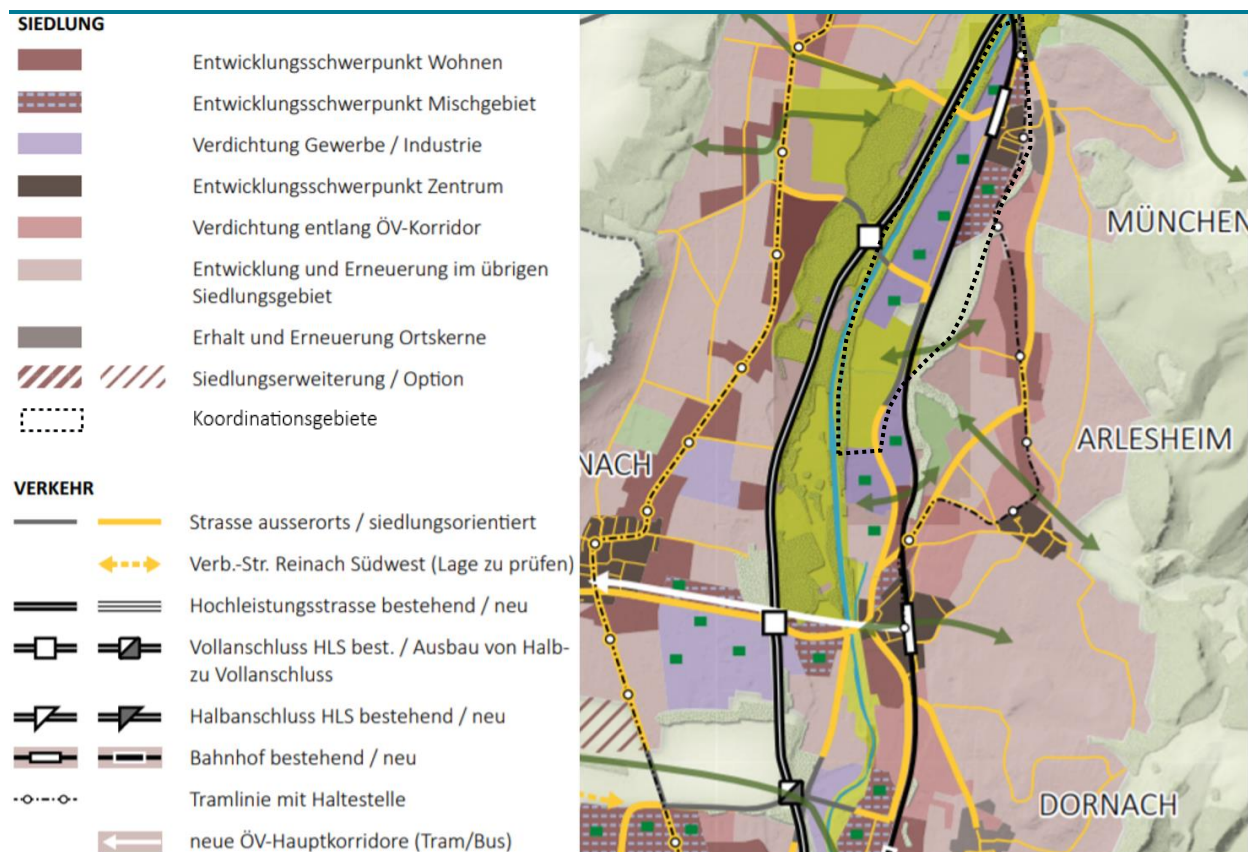 SIEDLUNG
Entwicklungsschwerpunkt Wohnen
Entwicklungsschwerpunkt Mischgebiet
Verdichtung Gewerbe / Industrie
Entwicklungsschwerpunkt Zentrum
Verdichtung entlang ÖV-Korridor
Entwicklung und Erneuerung im übrigen
Siedlungsgebiet
Erhalt und Erneuerung Ortskerne
Siedlungserweiterung / Option
Koordinationsgebiete
VERKEHR
Strasse ausserorts / siedlungsorientiert
Verb.-Str. Reinach Südwest (Lage zu prüfen)
Hochleistungsstrasse bestehend / neu
Vollanschluss HLS best. / Ausbau von Halb-
zu Vollanschluss
Halbanschluss HLS bestehend / neu
Bahnhof bestehend / neu
Tramlinie mit Haltestelle
neue ÖV-Hauptkorridore (Tram/Bus)
MÜNCHEN
ARLESHEIM
NACH
DORNACH